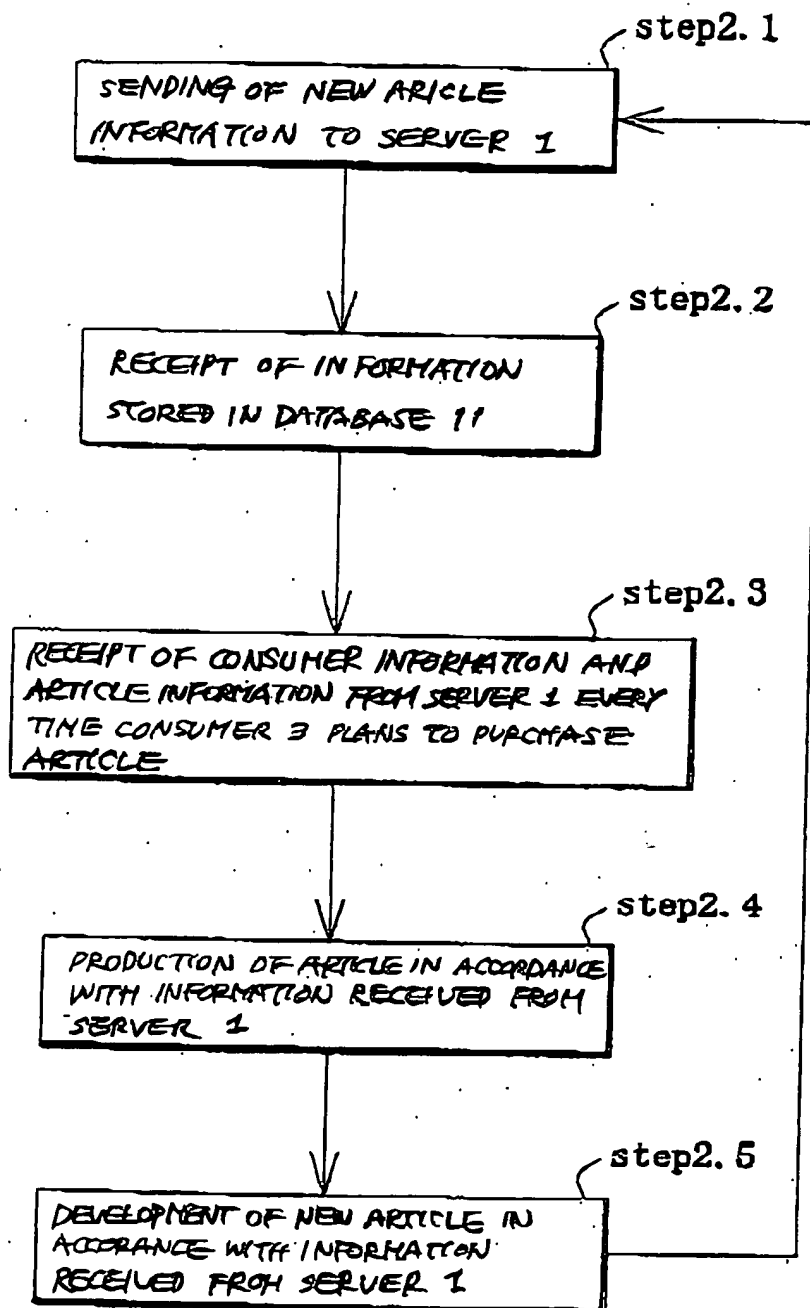 step2.1
SENDING OF NEW ARICLE
INFORMATION TO SERVER 1
step2.2
RECEIPT OF INFORMATION
STORED IN DATABASE 11
step2.3
RECEIPT OF CONSUMER INFORMATION AND
ARTICLE INFORMATION FROM SERVER 1 EVERY
TIME CONSUMER 3 PLANS TO PURCHASE
ARTICLE
step2.4
PRODUCTION OF ARTICLE IN ACCORDANCE
WITH INFORMATION RECEIVED FROM
SERVER 1
step2.5
DEVELOPMENT OF NEW ARTICLE IN
ACCORANCE WITH INFORMATION
RECEIVED FROM SERVER 1